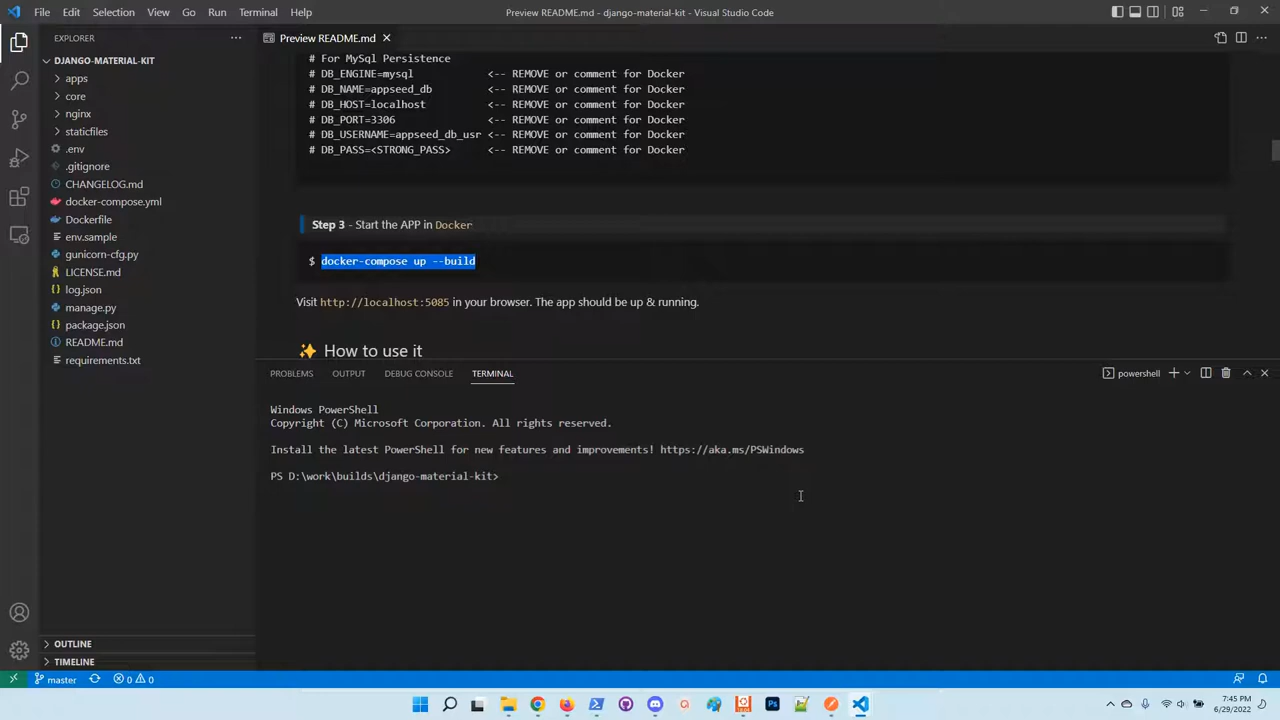 File Edit Selection View Go Run Terminal Help
Preview README.md - django-material-kit - Visual Studio Code
EXPLORER
Preview README.md
DJANGO-MATERIAL-KIT
apps
core
nginx
staticfiles
.env
.gitignore
CHANGELOG.md
docker-compose.yml
Dockerfile
env.sample
gunicorn-cfg.py
LICENSE.md
log.json
manage.py
package.json
README.md
requirements.txt
# For MySql Persistence
# DB_ENGINE=mysql <-- REMOVE or comment for Docker
# DB_NAME=appseed_db <-- REMOVE or comment for Docker
# DB_HOST=localhost <-- REMOVE or comment for Docker
# DB_PORT=3306 <-- REMOVE or comment for Docker
# DB_USERNAME=appseed_db_usr <-- REMOVE or comment for Docker
# DB_PASS=<STRONG_PASS> <-- REMOVE or comment for Docker
Step 3 - Start the APP in Docker
$ docker-compose up --build
Visit http://localhost:5085 in your browser. The app should be up & running.
✨ How to use it
PROBLEMS OUTPUT DEBUG CONSOLE TERMINAL
powershell
Windows PowerShell
Copyright (C) Microsoft Corporation. All rights reserved.
Install the latest PowerShell for new features and improvements! https://aka.ms/PSWindows
PS D:\work\builds\django-material-kit>
OUTLINE
TIMELINE
master
0 0
Ps
7:45 PM
6/29/2022